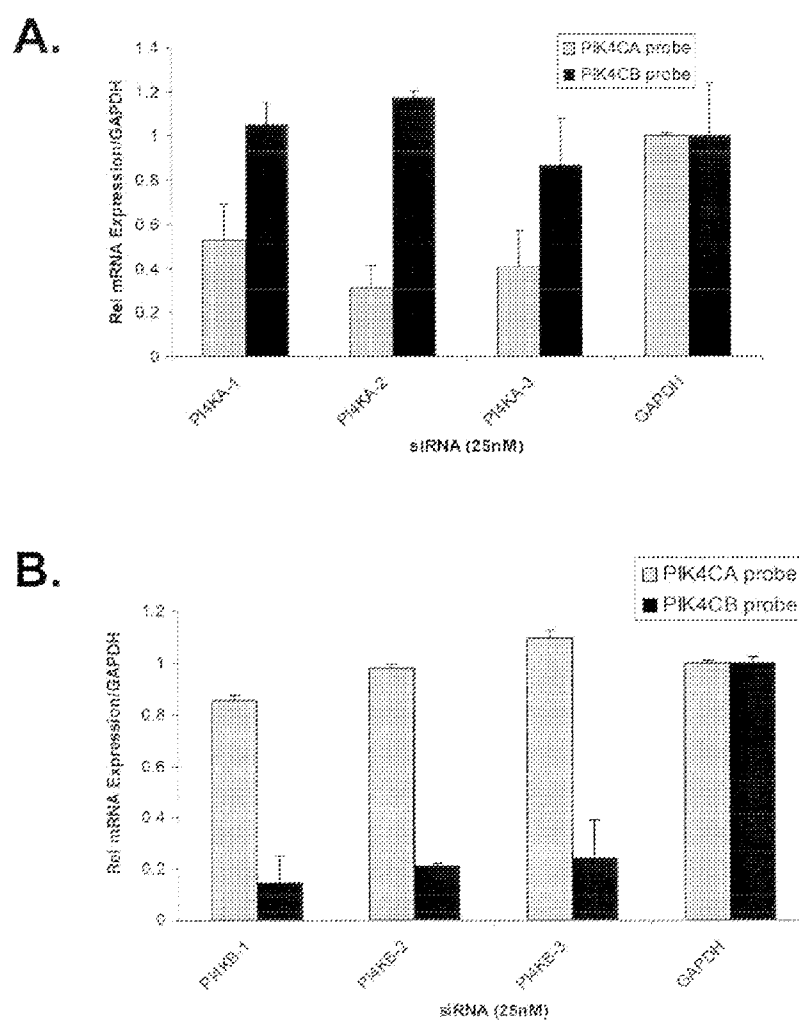 A.
1.4
1.2
1
0.8
0.6
0.4
0.2
0
Rel mRNA Expression/GAPDH
PIK4CA probe
PIK4CB probe
PI4KA-1
PI4KA-2
PI4KA-3
GAPDH
siRNA (25nM)
B.
1.2
1
0.8
0.6
0.4
0.2
0
Rel mRNA Expression/GAPDH
PIK4CA probe
PIK4CB probe
PI4KB-1
PI4KB-2
PI4KB-3
GAPDH
siRNA (25nM)